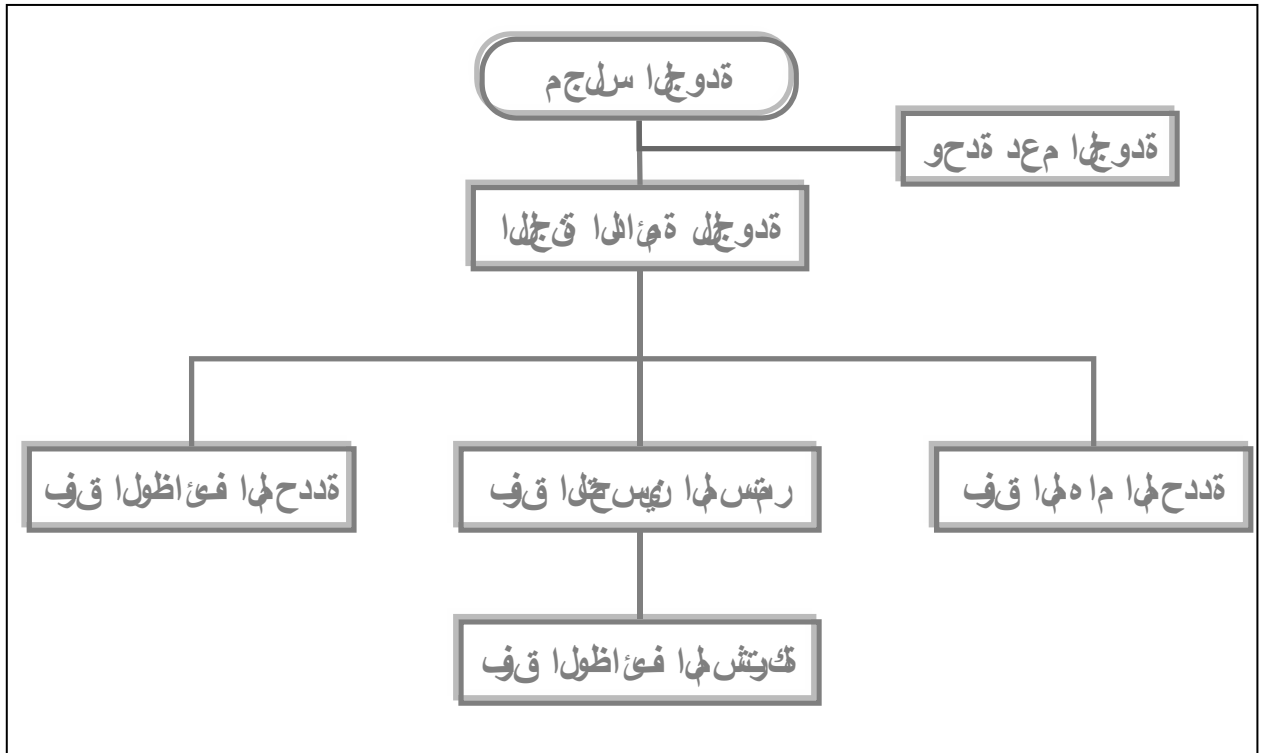 مجلس الجودة
وحدة دعم الجودة
اللجنة الدائمة للجودة
فرق المهام المحددة
فرق التحسين المستمر
فرق الوظائف المحددة
فرق الوظائف المشتركة